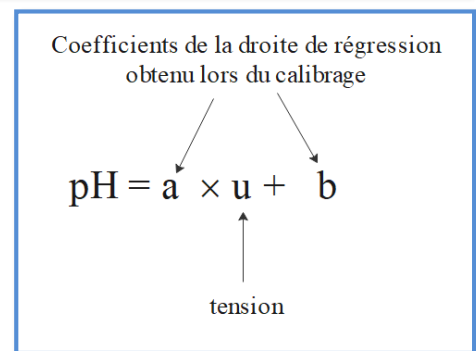 Coefficients de la droite de régression
obtenu lors du calibrage
pH = a × u + b
tension